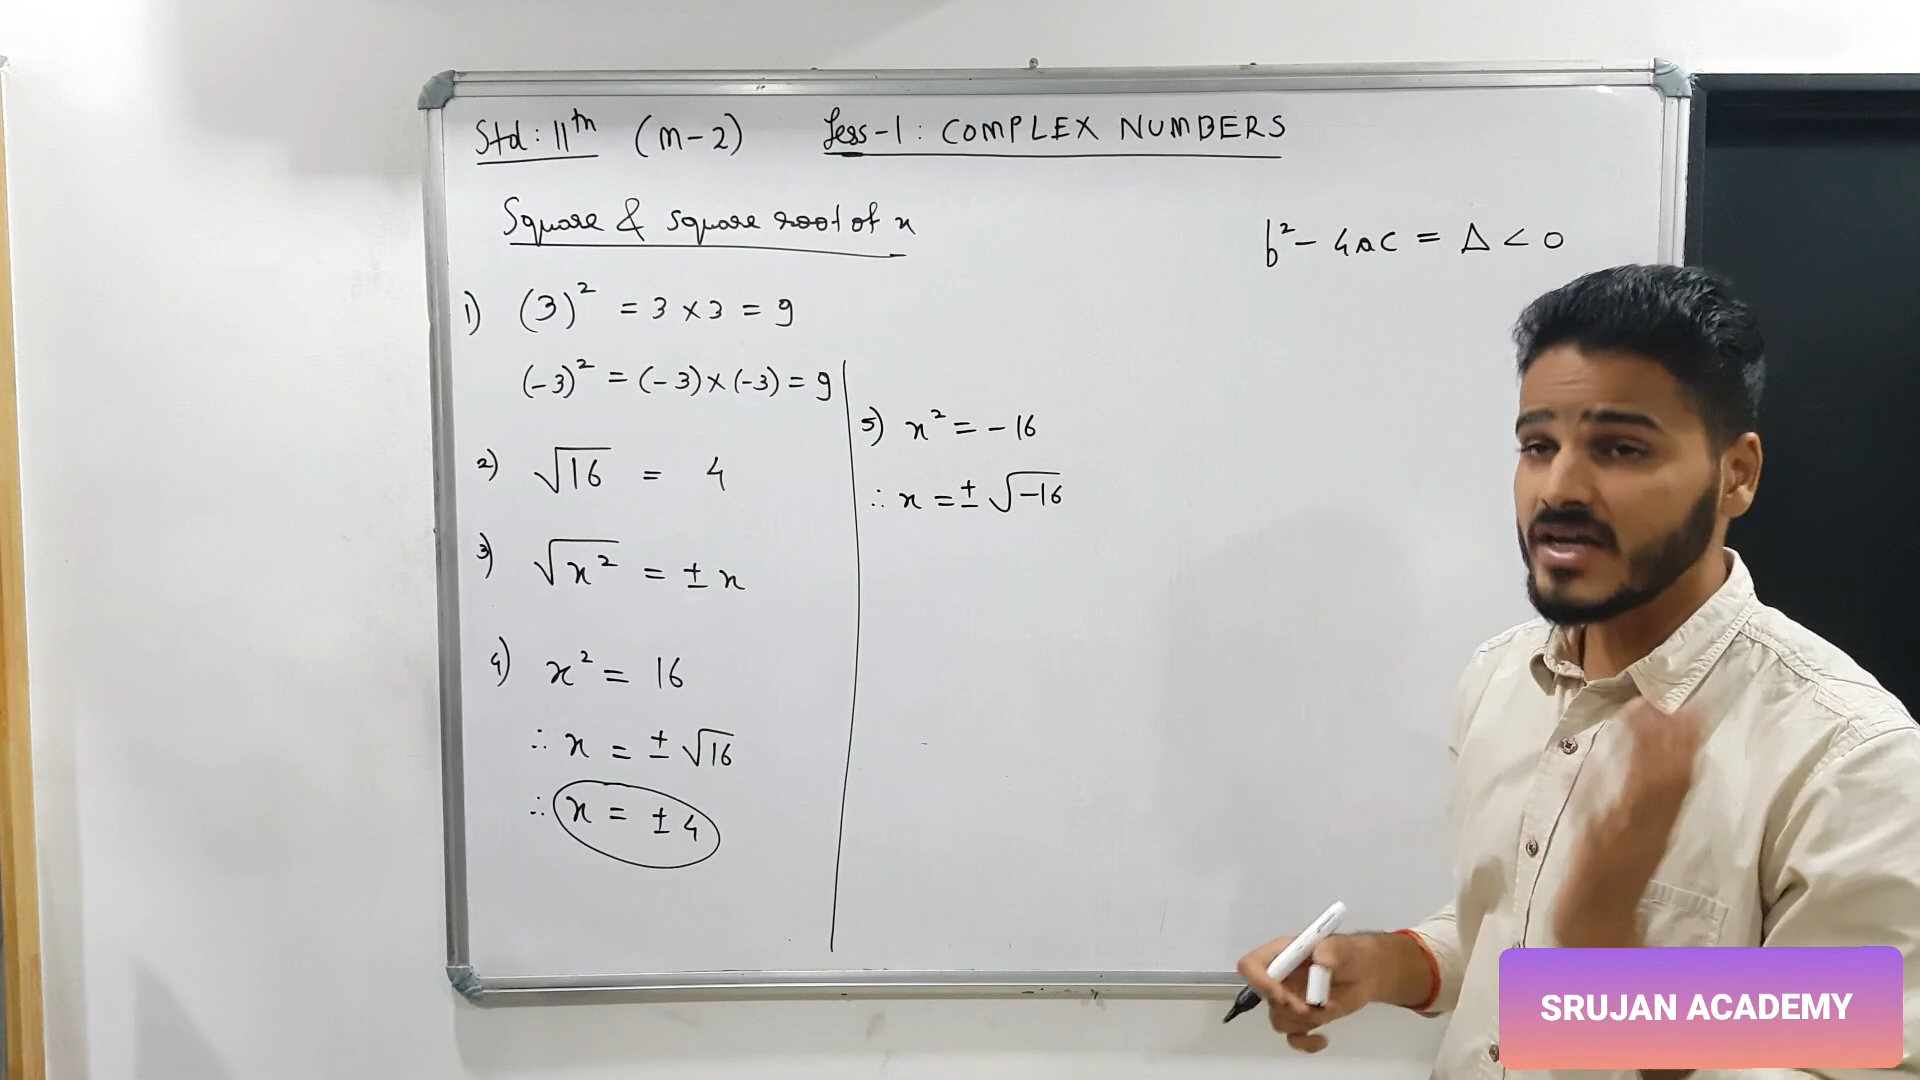 Std: 11th (M-2) Less-1: COMPLEX NUMBERS
Square & square root of x
b² - 4ac = Δ < 0
1) (3)² = 3 × 3 = 9
(-3)² = (-3) × (-3) = 9
2) √16 = 4
3) √x² = ± x
4) x² = 16
∴ x = ± √16
∴ x = ± 4
5) x² = -16
∴ x = ± √-16
SRUJAN ACADEMY